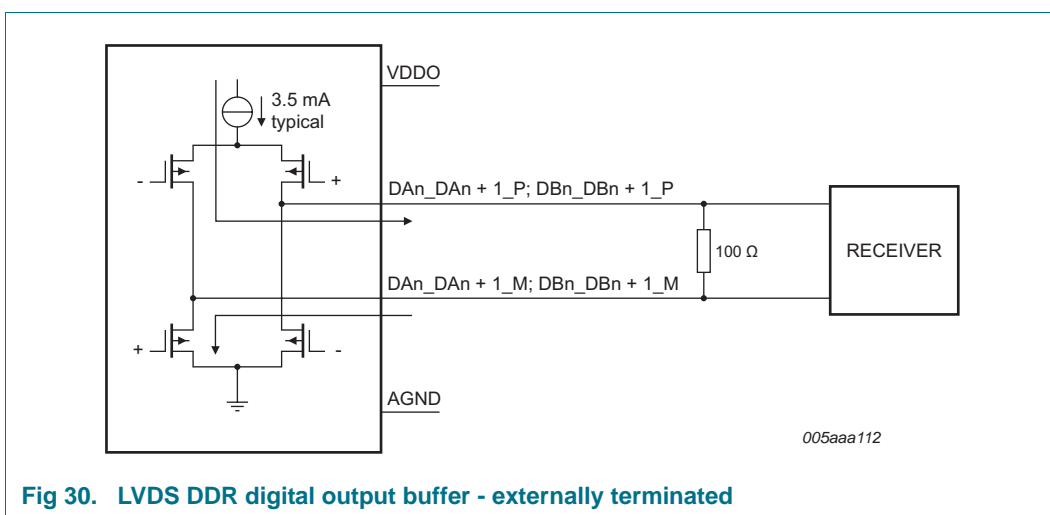 VDDO
3.5 mA
typical
-
+
DAn_DAn + 1_P; DBn_DBn + 1_P
100 Ω
RECEIVER
DAn_DAn + 1_M; DBn_DBn + 1_M
+
-
AGND
005aaa112
Fig 30. LVDS DDR digital output buffer - externally terminated